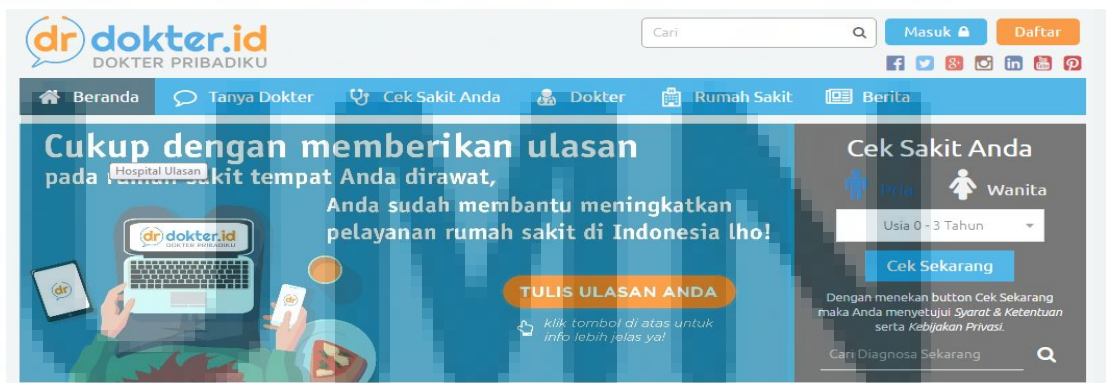 dr dokter.id
DOKTER PRIBADIKU
Cari
Masuk
Daftar
Beranda
Tanya Dokter
Cek Sakit Anda
Dokter
Rumah Sakit
Berita
Cukup dengan memberikan ulasan
pada rumah sakit tempat Anda dirawat,
Hospital Ulasan
Anda sudah membantu meningkatkan
pelayanan rumah sakit di Indonesia lho!
dr dokter.id
DOKTER PRIBADIKU
dr
dr
TULIS ULASAN ANDA
klik tombol di atas untuk
info lebih jelas ya!
Cek Sakit Anda
Pria
Wanita
Usia 0 - 3 Tahun
Cek Sekarang
Dengan menekan button Cek Sekarang
maka Anda menyetujui Syarat & Ketentuan
serta Kebijakan Privasi.
Cari Diagnosa Sekarang
UMN